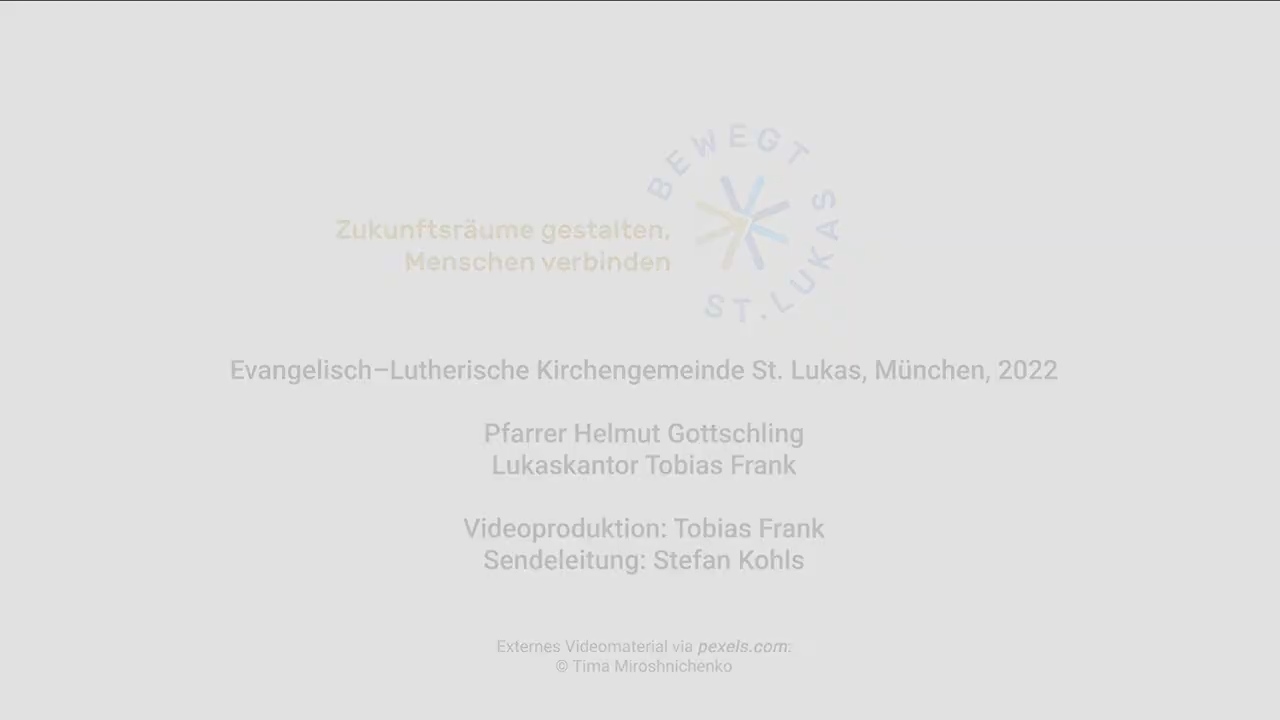 BEWEGT
ST. LUKAS
Zukunftsräume gestalten,
Menschen verbinden
Evangelisch–Lutherische Kirchengemeinde St. Lukas, München, 2022
Pfarrer Helmut Gottschling
Lukaskantor Tobias Frank
Videoproduktion: Tobias Frank
Sendeleitung: Stefan Kohls
Externes Videomaterial via pexels.com:
© Tima Miroshnichenko